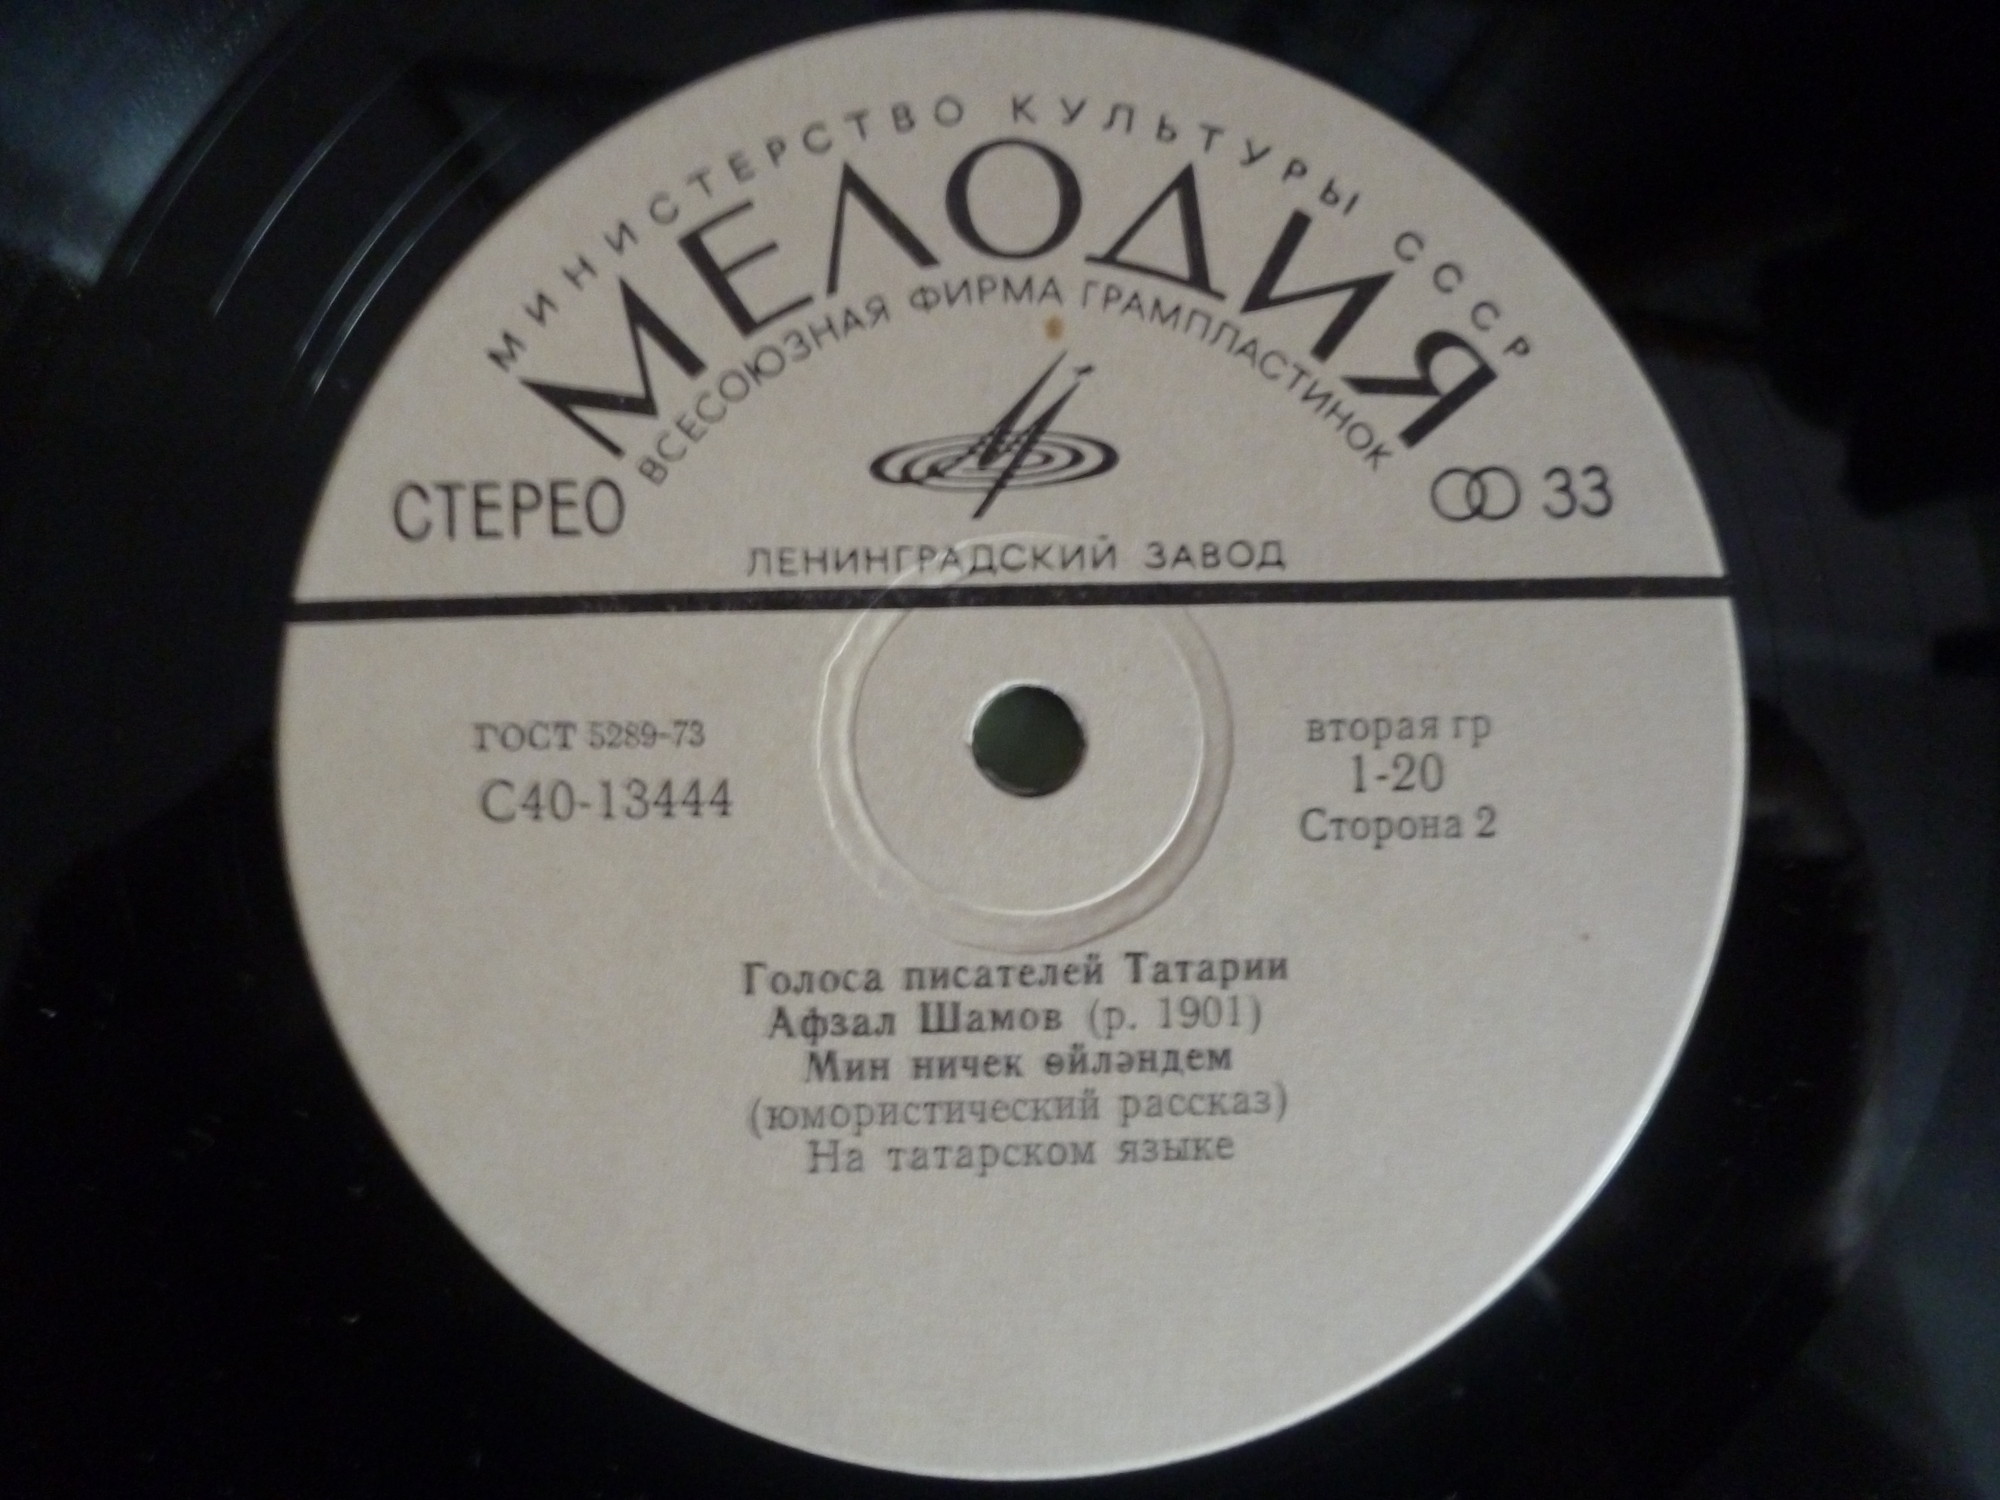 МИНИСТЕРСТВО КУЛЬТУРЫ СССР
МЕЛОДИЯ
ВСЕСОЮЗНАЯ ФИРМА ГРАМПЛАСТИНОК
СТЕРЕО
33
ЛЕНИНГРАДСКИЙ ЗАВОД
ГОСТ 5289-73
С40-13444
вторая гр
1-20
Сторона 2
Голоса писателей Татарии
Афзал Шамов (р. 1901)
Мин ничек өйләндем
(юмористический рассказ)
На татарском языке